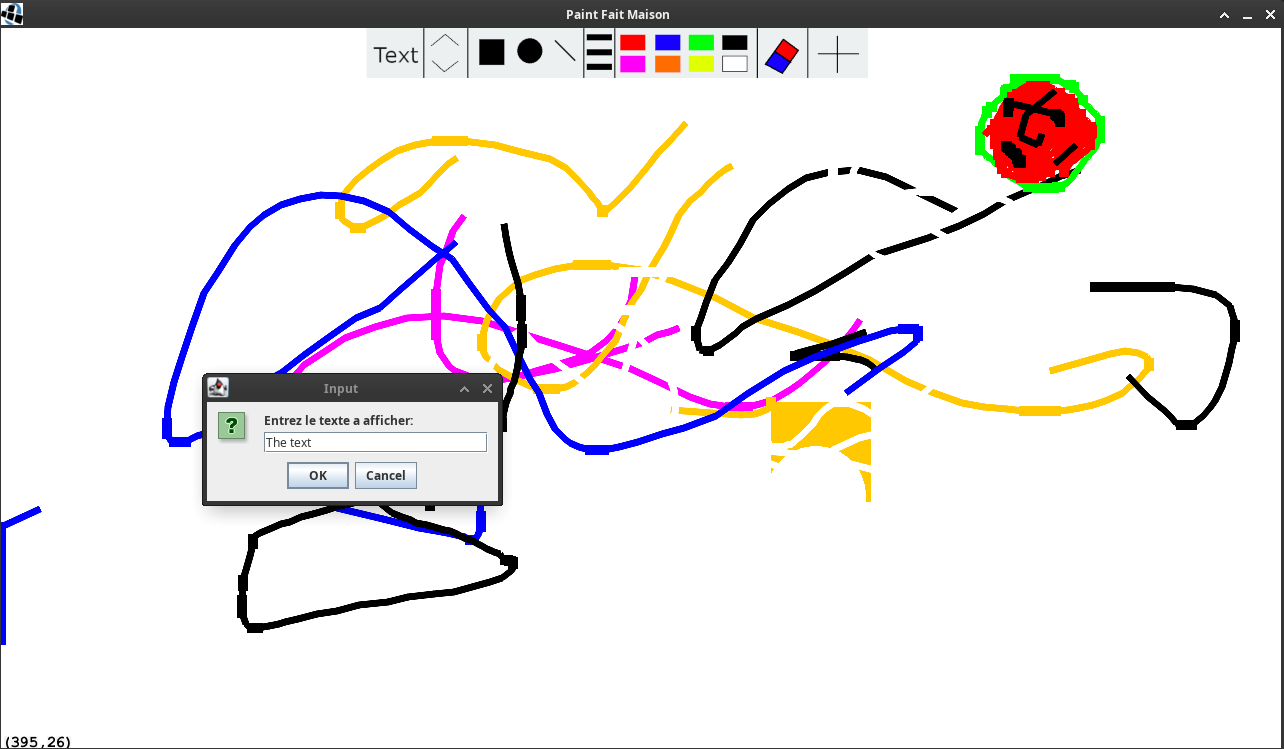 Paint Fait Maison
Text
Input
Entrez le texte a afficher:
The text
OK Cancel
(395,26)